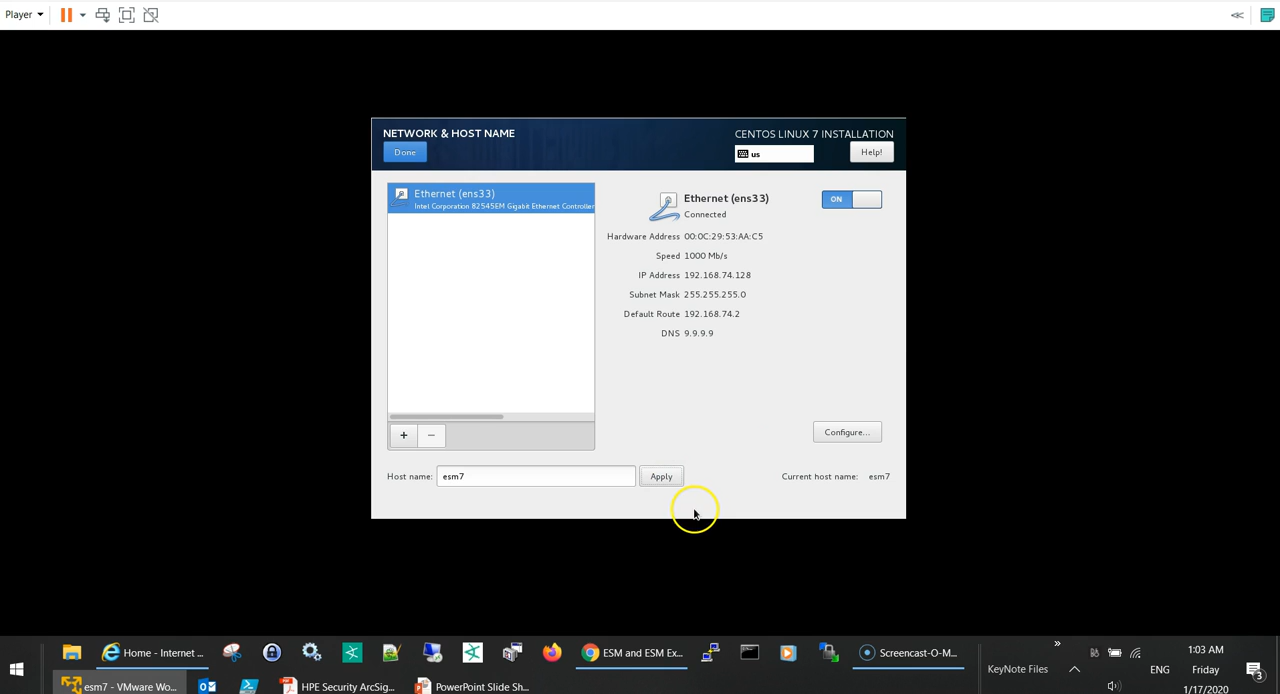 Player
NETWORK & HOST NAME
CENTOS LINUX 7 INSTALLATION
Done
us
Help!
Ethernet (ens33)
Intel Corporation 82545EM Gigabit Ethernet Controller
Ethernet (ens33)
Connected
ON
Hardware Address 00:0C:29:53:AA:C5
Speed 1000 Mb/s
IP Address 192.168.74.128
Subnet Mask 255.255.255.0
Default Route 192.168.74.2
DNS 9.9.9.9
+ −
Configure...
Host name: esm7 Apply Current host name: esm7
Home - Internet ...
ESM and ESM Ex...
Screencast-O-M...
KeyNote Files
ENG
1:03 AM
Friday
1/17/2020
3
esm7 - VMware Wo...
HPE Security ArcSig...
PowerPoint Slide Sh...